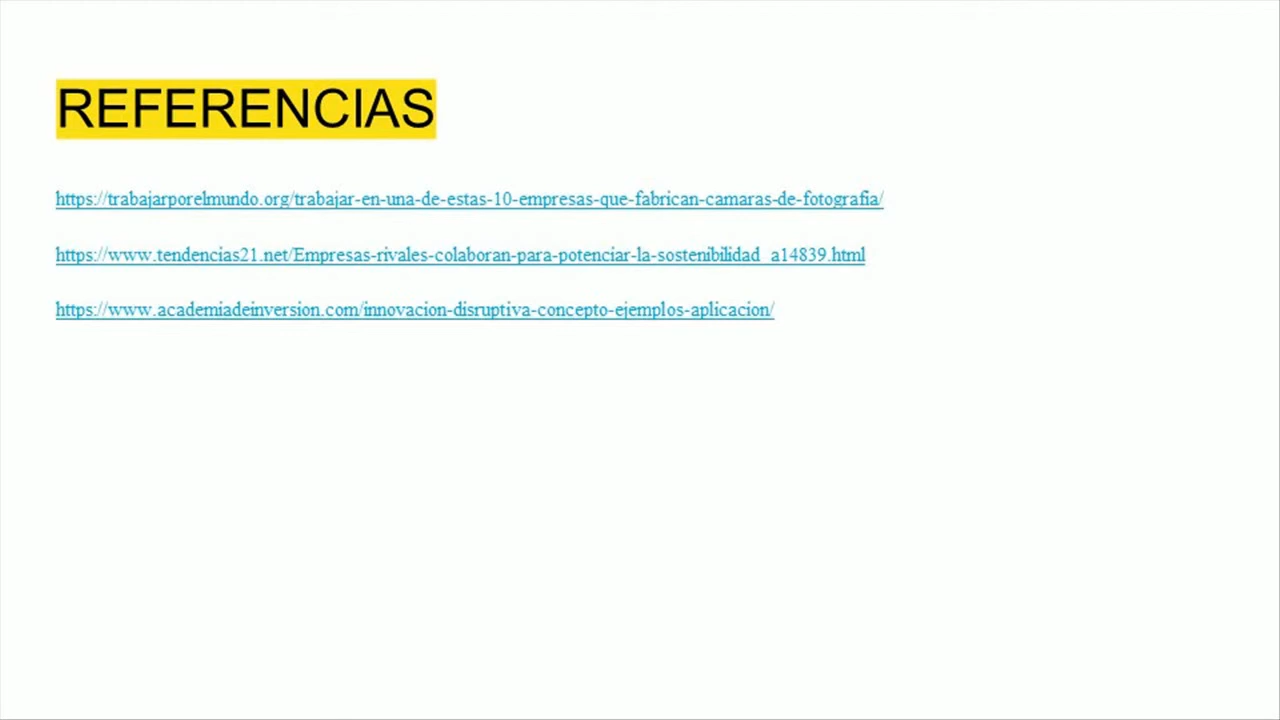 REFERENCIAS
https://trabajarporelmundo.org/trabajar-en-una-de-estas-10-empresas-que-fabrican-camaras-de-fotografia/
https://www.tendencias21.net/Empresas-rivales-colaboran-para-potenciar-la-sostenibilidad_a14839.html
https://www.academiadeinversion.com/innovacion-disruptiva-concepto-ejemplos-aplicacion/